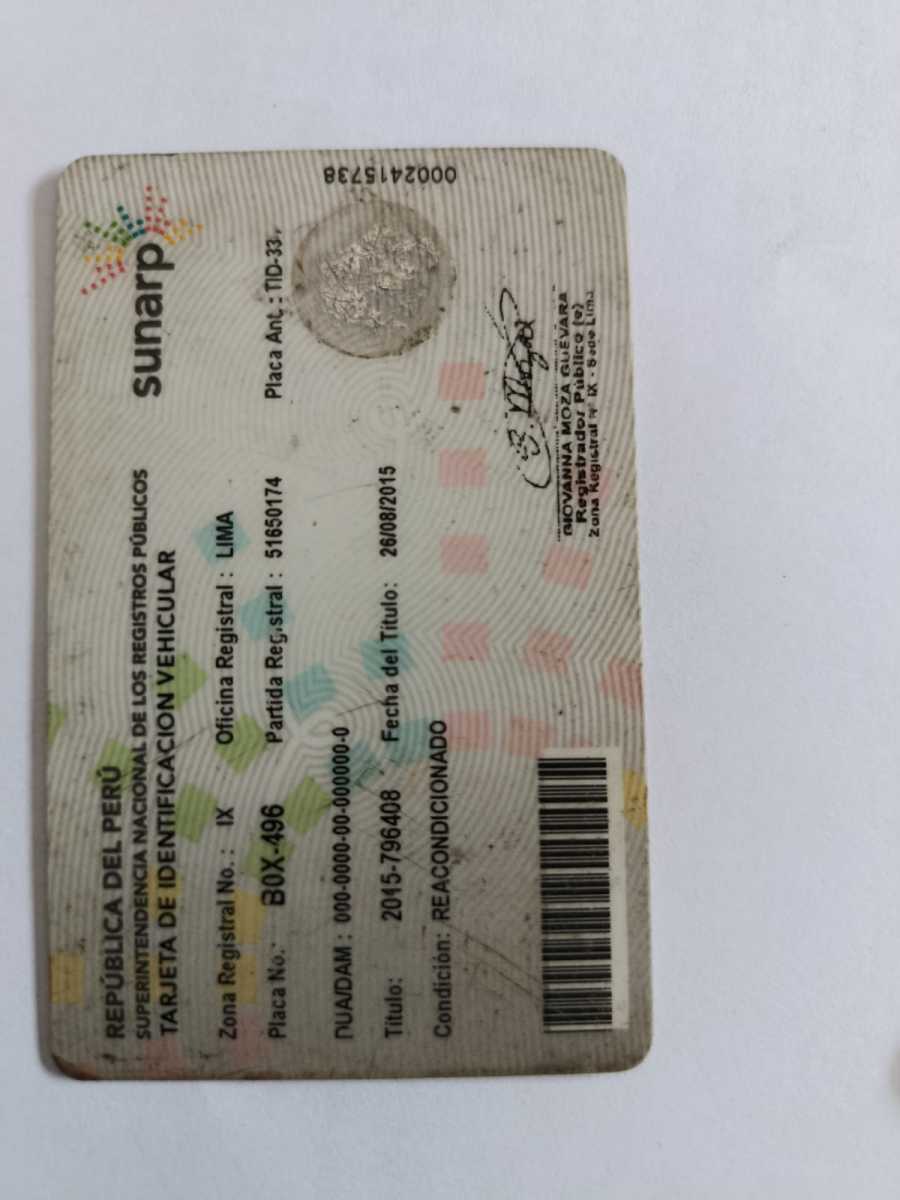 REPÚBLICA DEL PERÚ
SUPERINTENDENCIA NACIONAL DE LOS REGISTROS PÚBLICOS
TARJETA DE IDENTIFICACION VEHICULAR
sunarp
0002415738
Zona Registral No. : IX Oficina Registral : LIMA
Placa No.: B0X-496 Partida Registral : 51650174 Placa Ant. : TID-33
DUA/DAM : 000-0000-00-000000-0
Título: 2015-796408 Fecha del Título: 26/08/2015
Condición: REACONDICIONADO
GIOVANNA MOZA GUEVARA
Registrador Público (e)
Zona Registral N° IX - Sede Lima